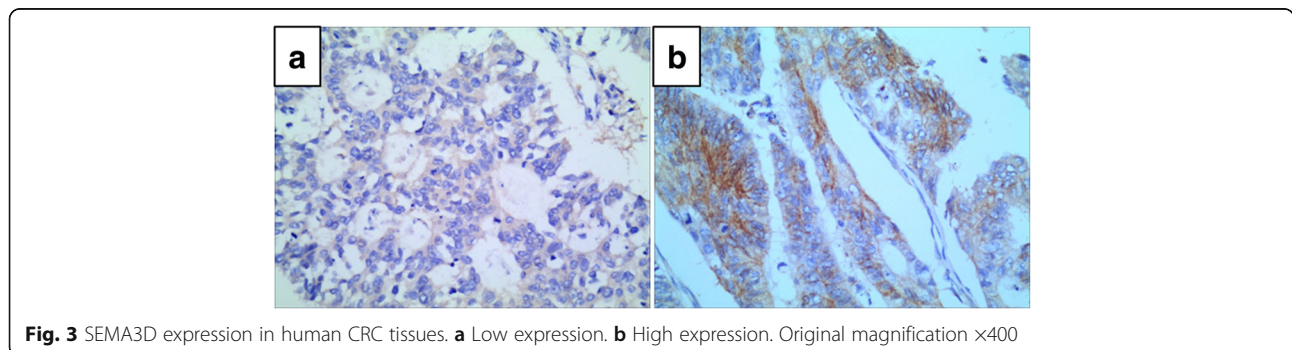 a
b
Fig. 3 SEMA3D expression in human CRC tissues. a Low expression. b High expression. Original magnification ×400